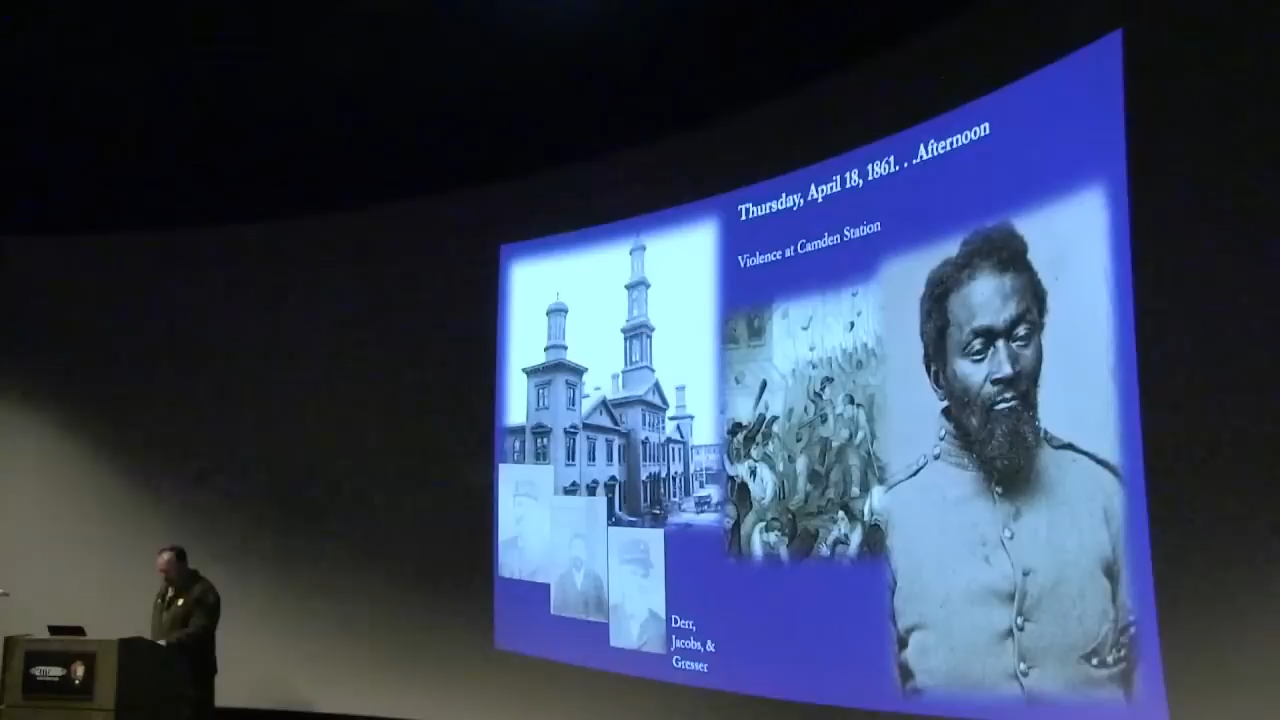 Thursday, April 18, 1861. . .Afternoon
Violence at Camden Station
Derr,
Jacobs, &
Gresser